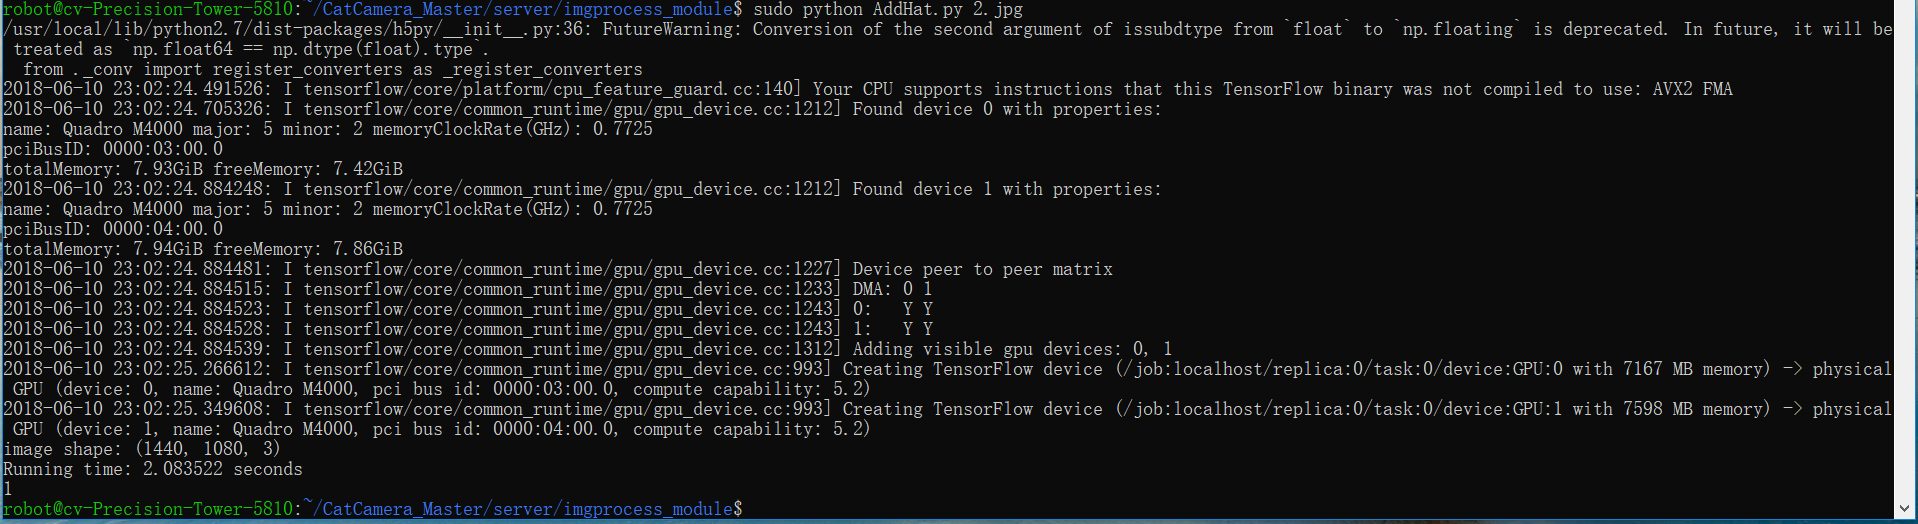 robot@cv-Precision-Tower-5810:~/CatCamera_Master/server/imgprocess_module$ sudo python AddHat.py 2.jpg
/usr/local/lib/python2.7/dist-packages/h5py/__init__.py:36: FutureWarning: Conversion of the second argument of issubdtype from `float` to `np.floating` is deprecated. In future, it will be
 treated as `np.float64 == np.dtype(float).type`.
  from ._conv import register_converters as _register_converters
2018-06-10 23:02:24.491526: I tensorflow/core/platform/cpu_feature_guard.cc:140] Your CPU supports instructions that this TensorFlow binary was not compiled to use: AVX2 FMA
2018-06-10 23:02:24.705326: I tensorflow/core/common_runtime/gpu/gpu_device.cc:1212] Found device 0 with properties:
name: Quadro M4000 major: 5 minor: 2 memoryClockRate(GHz): 0.7725
pciBusID: 0000:03:00.0
totalMemory: 7.93GiB freeMemory: 7.42GiB
2018-06-10 23:02:24.884248: I tensorflow/core/common_runtime/gpu/gpu_device.cc:1212] Found device 1 with properties:
name: Quadro M4000 major: 5 minor: 2 memoryClockRate(GHz): 0.7725
pciBusID: 0000:04:00.0
totalMemory: 7.94GiB freeMemory: 7.86GiB
2018-06-10 23:02:24.884481: I tensorflow/core/common_runtime/gpu/gpu_device.cc:1227] Device peer to peer matrix
2018-06-10 23:02:24.884515: I tensorflow/core/common_runtime/gpu/gpu_device.cc:1233] DMA: 0 1
2018-06-10 23:02:24.884523: I tensorflow/core/common_runtime/gpu/gpu_device.cc:1243] 0:   Y Y
2018-06-10 23:02:24.884528: I tensorflow/core/common_runtime/gpu/gpu_device.cc:1243] 1:   Y Y
2018-06-10 23:02:24.884539: I tensorflow/core/common_runtime/gpu/gpu_device.cc:1312] Adding visible gpu devices: 0, 1
2018-06-10 23:02:25.266612: I tensorflow/core/common_runtime/gpu/gpu_device.cc:993] Creating TensorFlow device (/job:localhost/replica:0/task:0/device:GPU:0 with 7167 MB memory) -> physical
 GPU (device: 0, name: Quadro M4000, pci bus id: 0000:03:00.0, compute capability: 5.2)
2018-06-10 23:02:25.349608: I tensorflow/core/common_runtime/gpu/gpu_device.cc:993] Creating TensorFlow device (/job:localhost/replica:0/task:0/device:GPU:1 with 7598 MB memory) -> physical
 GPU (device: 1, name: Quadro M4000, pci bus id: 0000:04:00.0, compute capability: 5.2)
image shape: (1440, 1080, 3)
Running time: 2.083522 seconds
1
robot@cv-Precision-Tower-5810:~/CatCamera_Master/server/imgprocess_module$